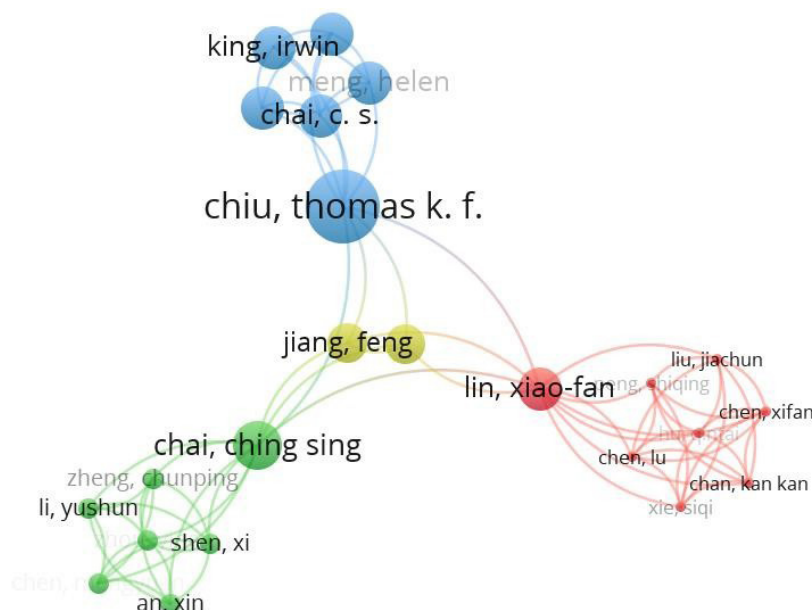 king, irwin
meng, helen
chai, c. s.
chiu, thomas k. f.
jiang, feng
lin, xiao-fan
liu, jiachun
chen, xifan
chen, lu
chan, kan kan
xie, siqi
chai, ching sing
zheng, chunping
li, yushun
shen, xi
an, xin